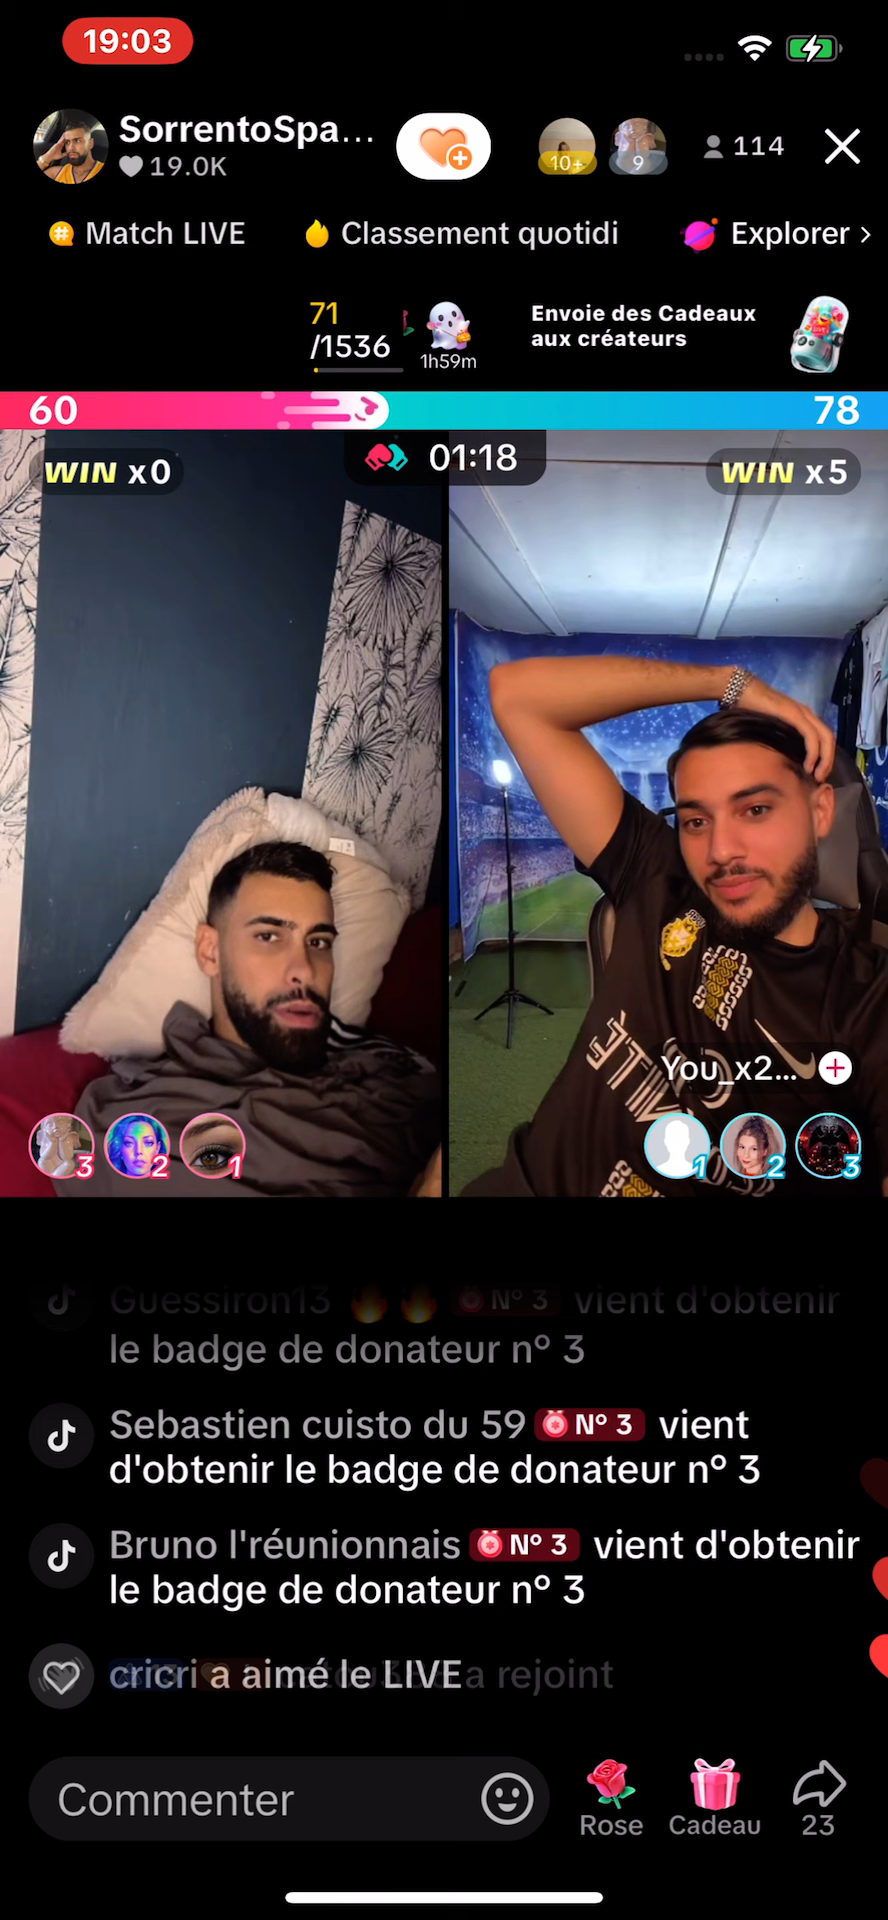 19:03
SorrentoSpa...
19.0K
10+
9
114
Match LIVE
Classement quotidi
Explorer >
71
/1536
1h59m
Envoie des Cadeaux
aux créateurs
60
78
WIN x0
01:18
WIN x5
You_x2...
3
2
1
1
2
3
Guessiron13 🔥🔥 N° 3 vient d'obtenir
le badge de donateur n° 3
Sebastien cuisto du 59 N° 3 vient
d'obtenir le badge de donateur n° 3
Bruno l'réunionnais N° 3 vient d'obtenir
le badge de donateur n° 3
cricri a aimé le LIVE a rejoint
Commenter
Rose
Cadeau
23